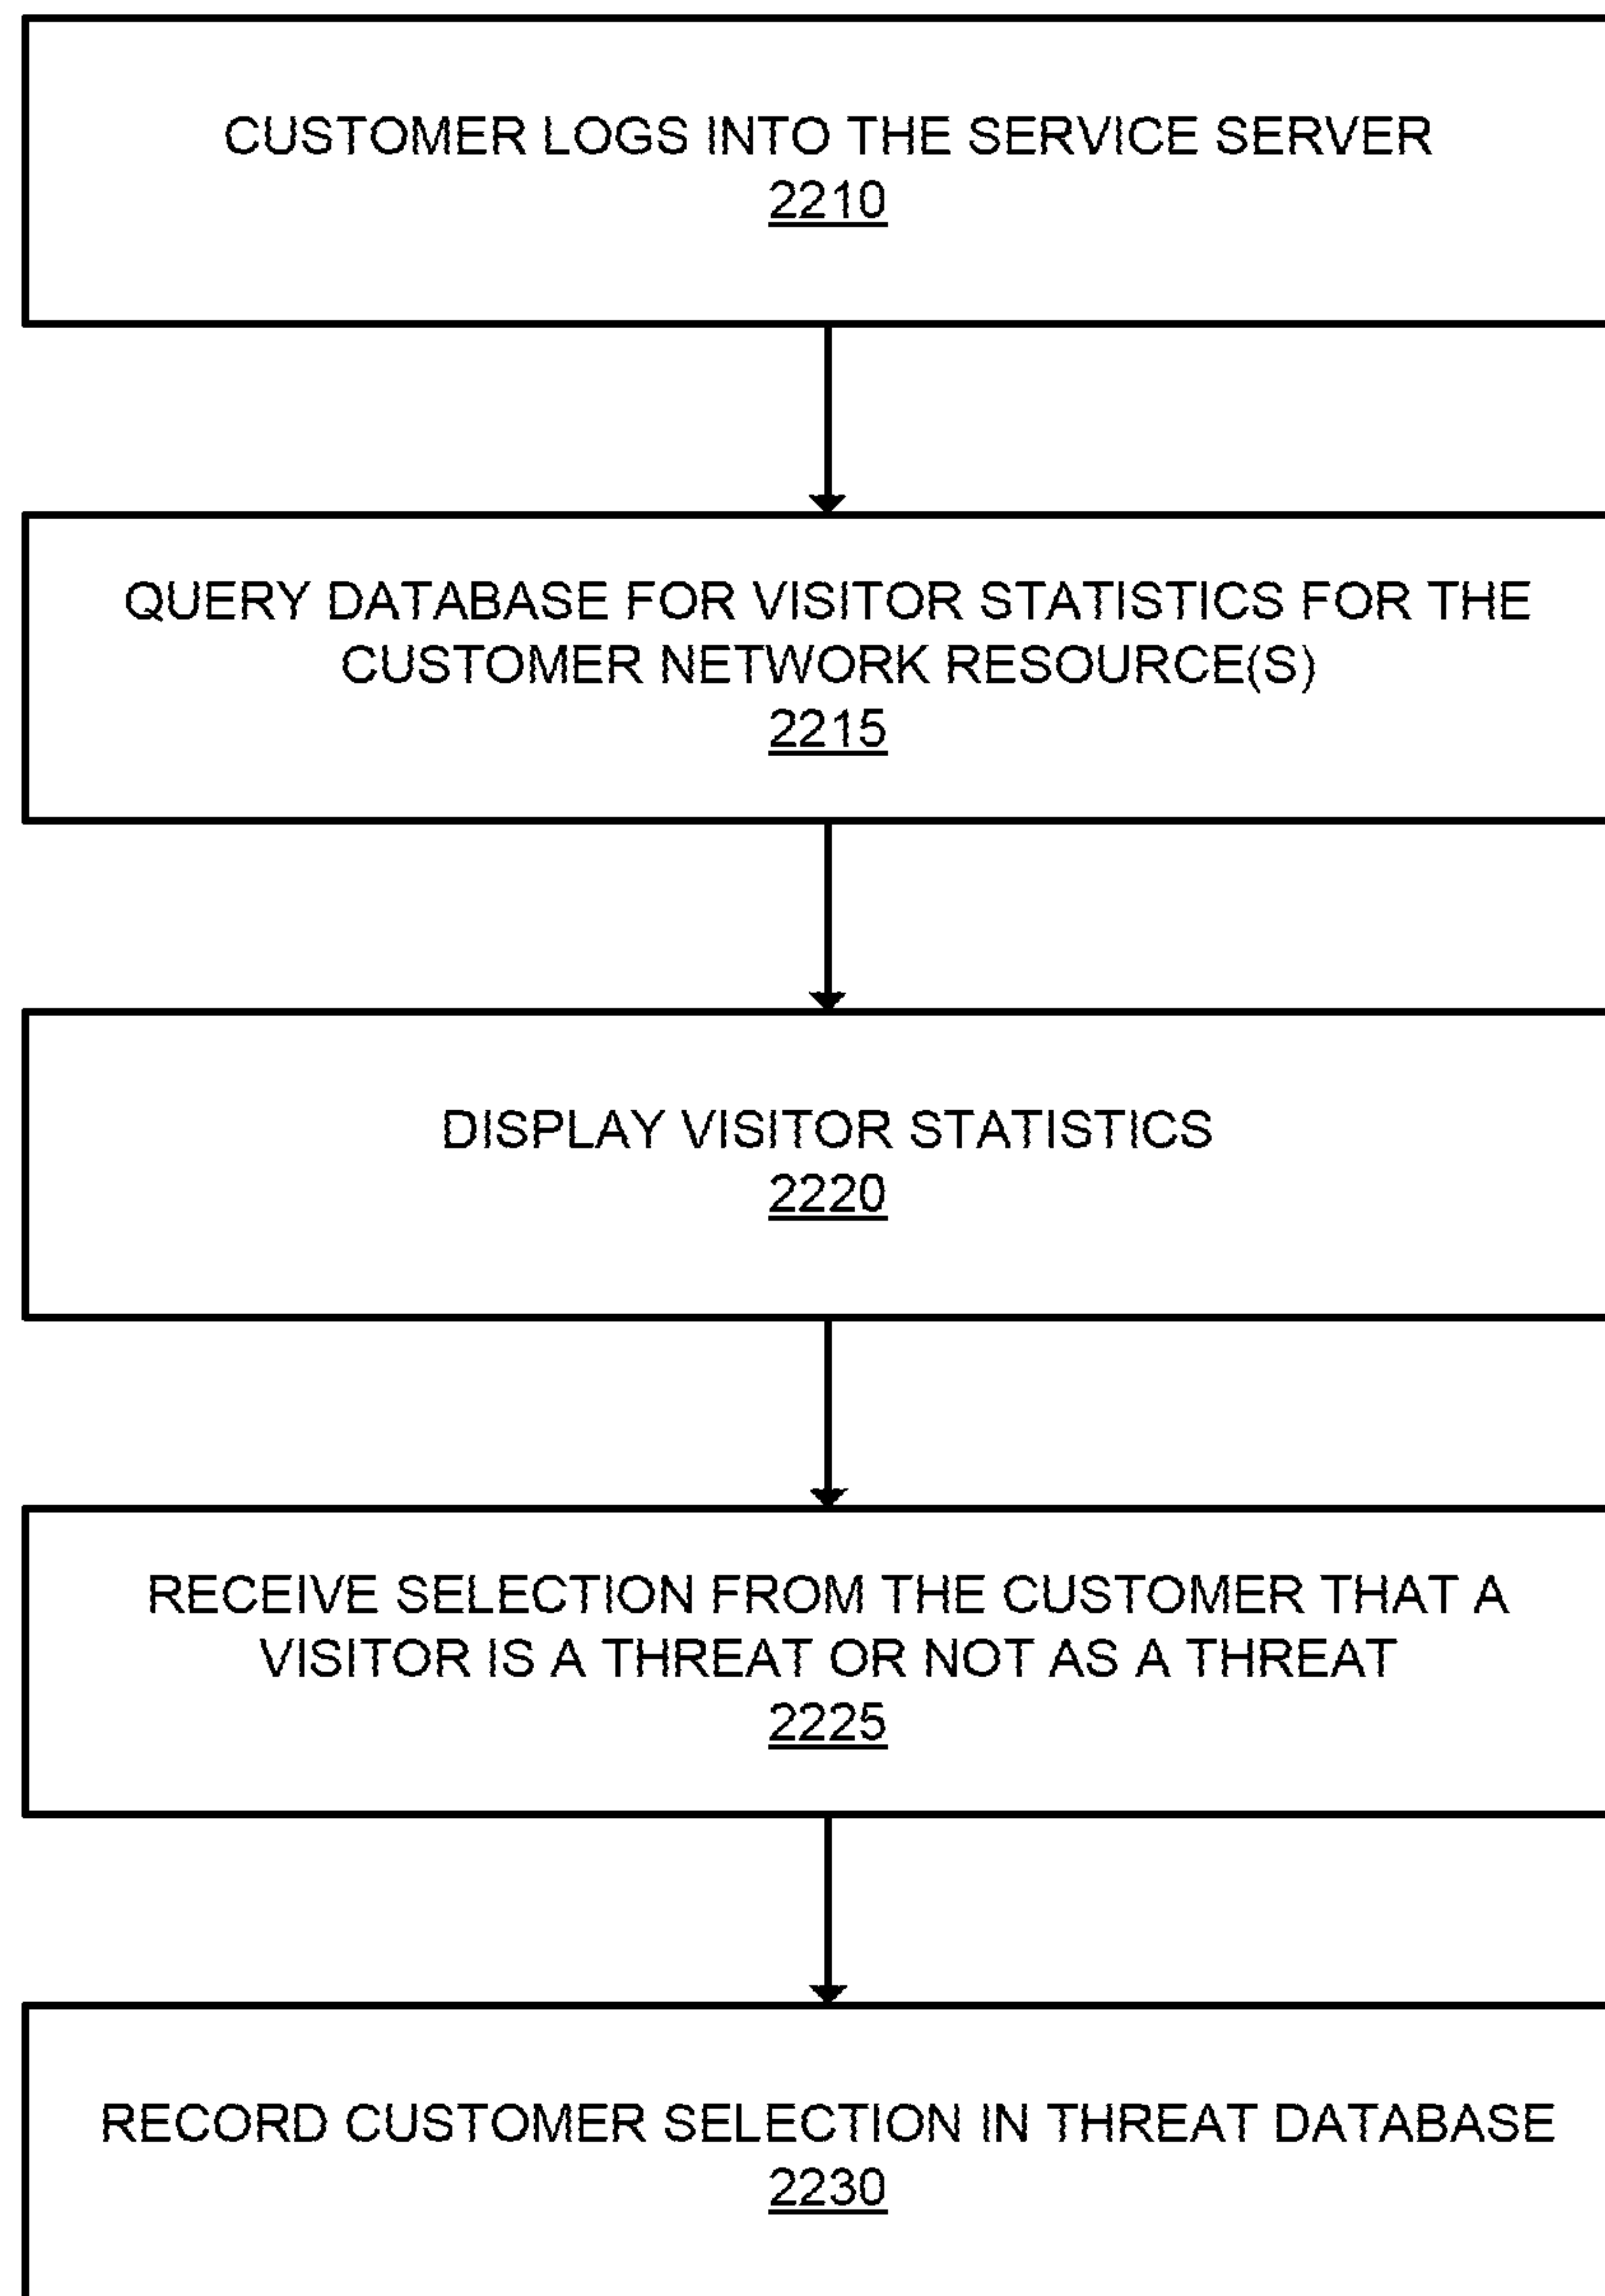 CUSTOMER LOGS INTO THE SERVICE SERVER
2210
QUERY DATABASE FOR VISITOR STATISTICS FOR THE
CUSTOMER NETWORK RESOURCE(S)
2215
DISPLAY VISITOR STATISTICS
2220
RECEIVE SELECTION FROM THE CUSTOMER THAT A
VISITOR IS A THREAT OR NOT AS A THREAT
2225
RECORD CUSTOMER SELECTION IN THREAT DATABASE
2230